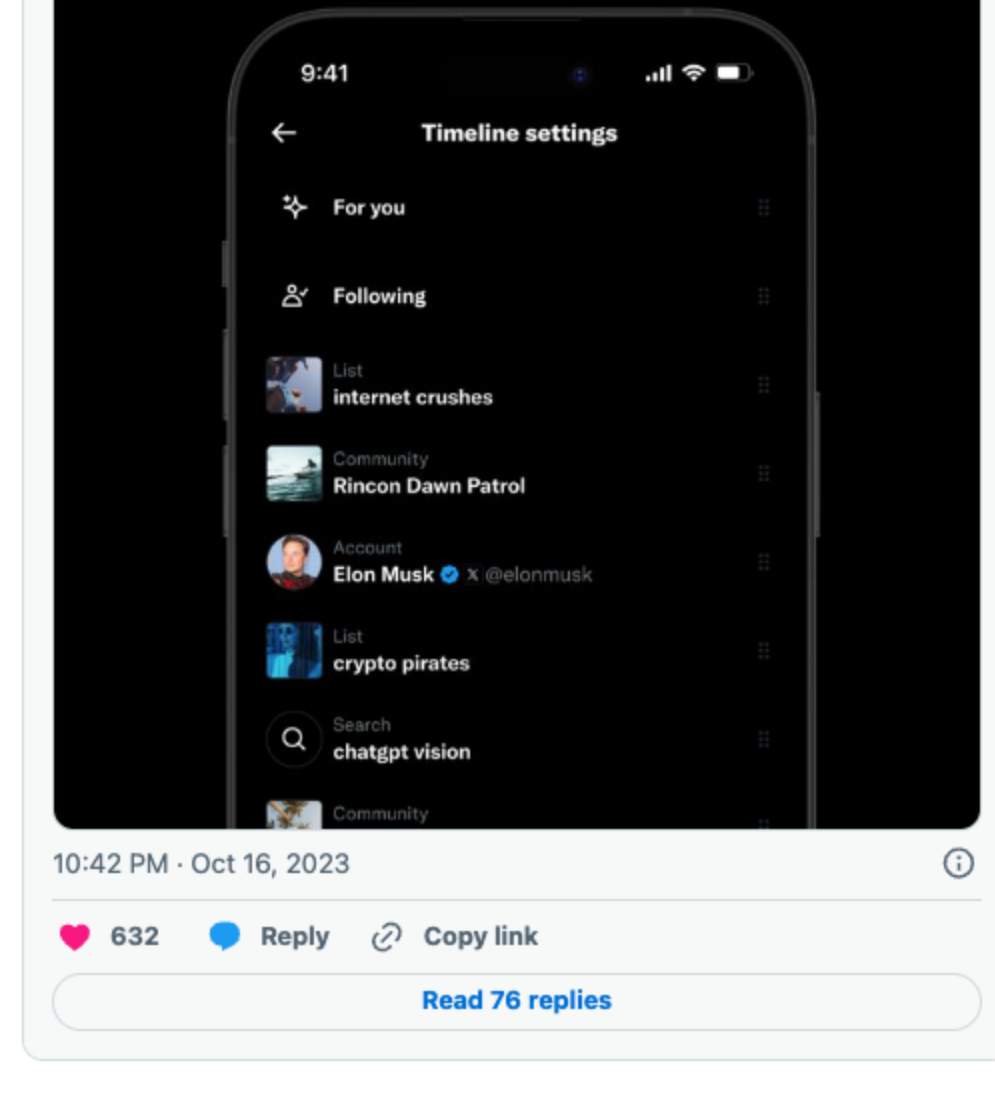 9:41
Timeline settings
For you
Following
List
internet crushes
Community
Rincon Dawn Patrol
Account
Elon Musk @elonmusk
List
crypto pirates
Search
chatgpt vision
Community
10:42 PM · Oct 16, 2023
632 Reply Copy link
Read 76 replies